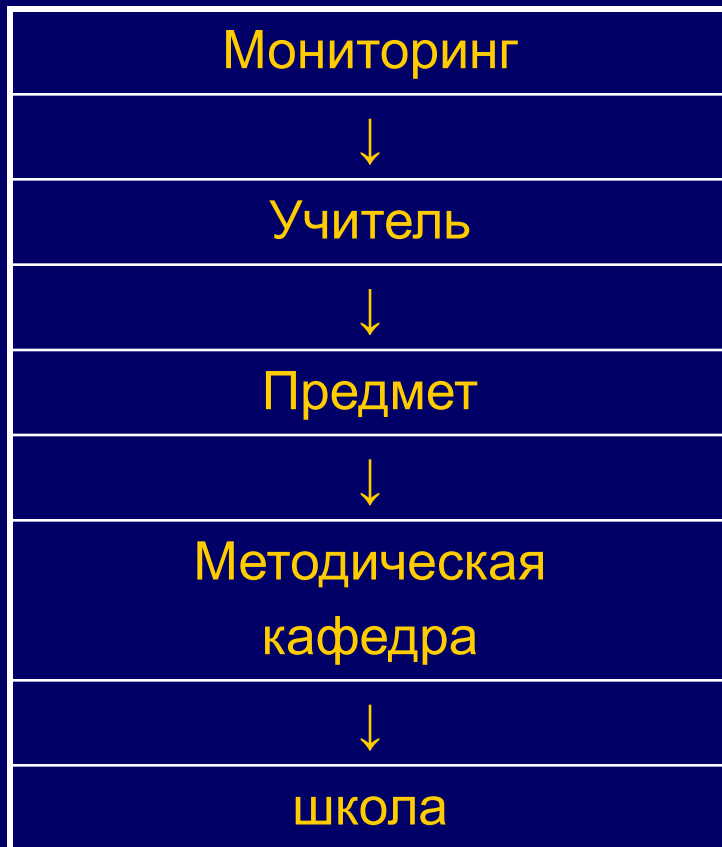 Мониторинг
↓
Учитель
↓
Предмет
↓
Методическая
кафедра
↓
школа